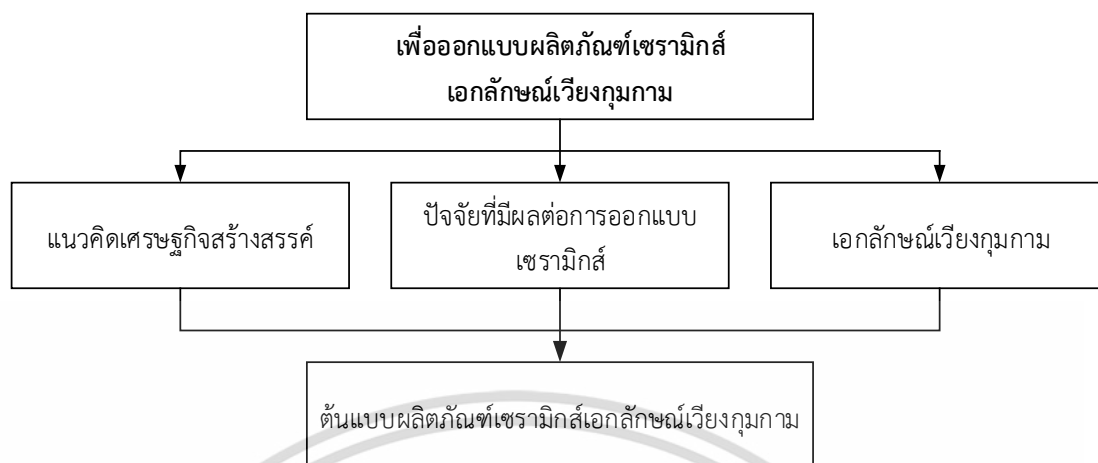 เพื่อออกแบบผลิตภัณฑ์เซรามิกส์
เอกลักษณ์เวียงกุมกาม
แนวคิดเศรษฐกิจสร้างสรรค์
ปัจจัยที่มีผลต่อการออกแบบ
เซรามิกส์
เอกลักษณ์เวียงกุมกาม
ต้นแบบผลิตภัณฑ์เซรามิกส์เอกลักษณ์เวียงกุมกาม